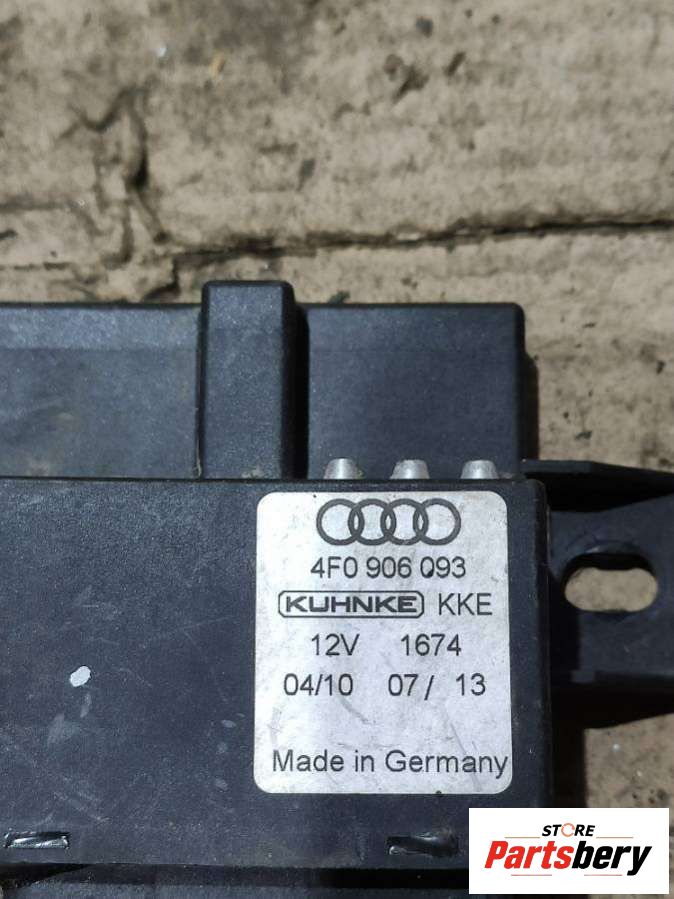 4F0 906 093
KUHNKE KKE
12V 1674
04/10 07/ 13
Made in Germany
STORE
Partsbery